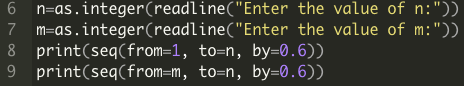 6 n=as.integer(readline("Enter the value of n:"))
7 m=as.integer(readline("Enter the value of m:"))
8 print(seq(from=1, to=n, by=0.6))
9 print(seq(from=m, to=n, by=0.6))